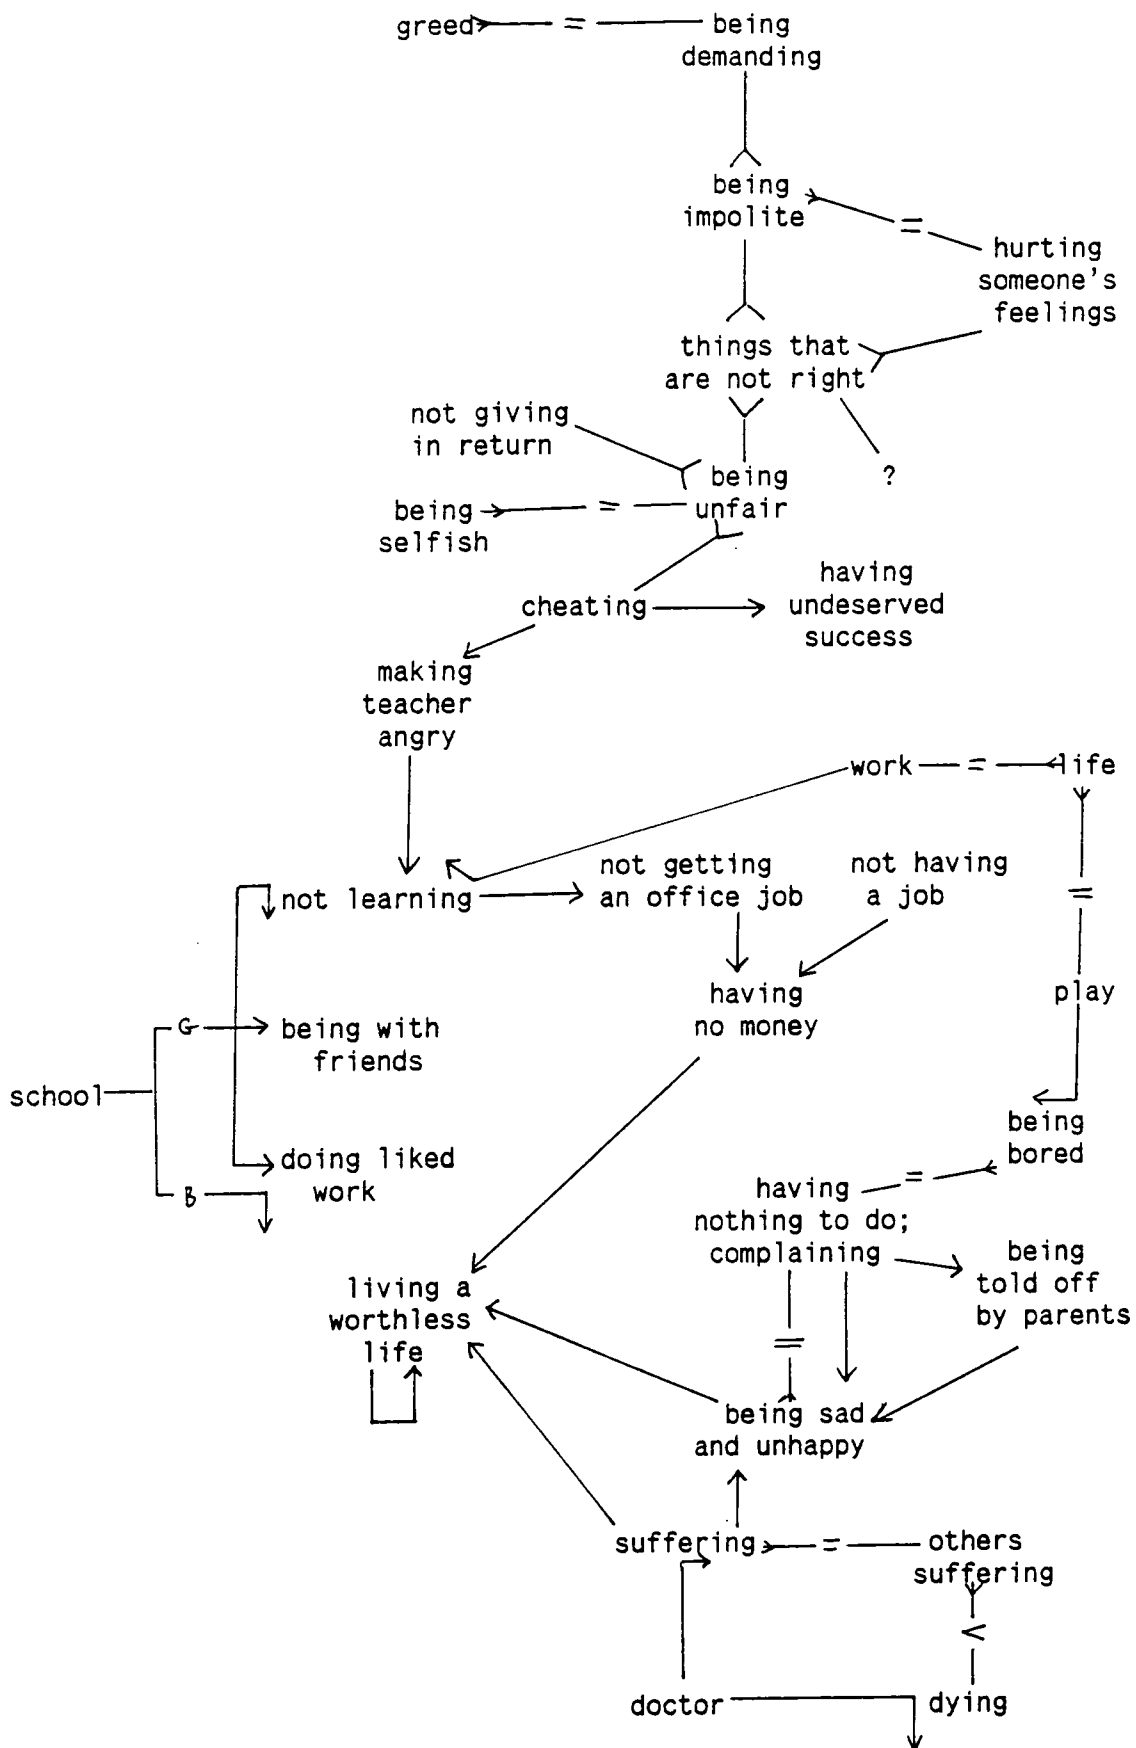 greed = being
demanding
being
impolite
=
hurting
someone's
feelings
things that
are not right
?
not giving
in return
being
unfair
being =
selfish
cheating
having
undeserved
success
making
teacher
angry
work = life
=
play
not learning
not getting
an office job
not having
a job
having
no money
school
G
being with
friends
doing liked
work
B
being
bored
=
having
nothing to do;
complaining
being
told off
by parents
living a
worthless
life
=
being sad
and unhappy
suffering = others
suffering
<
doctor
dying